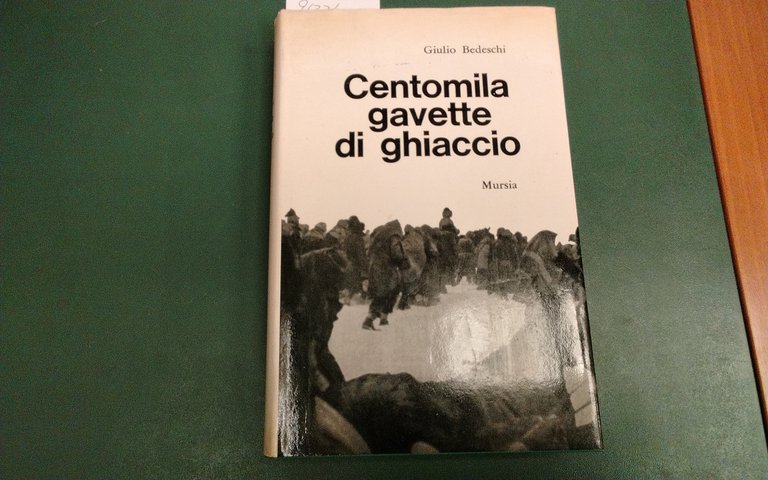 Giulio Bedeschi
Centomila
gavette
di ghiaccio
Mursia